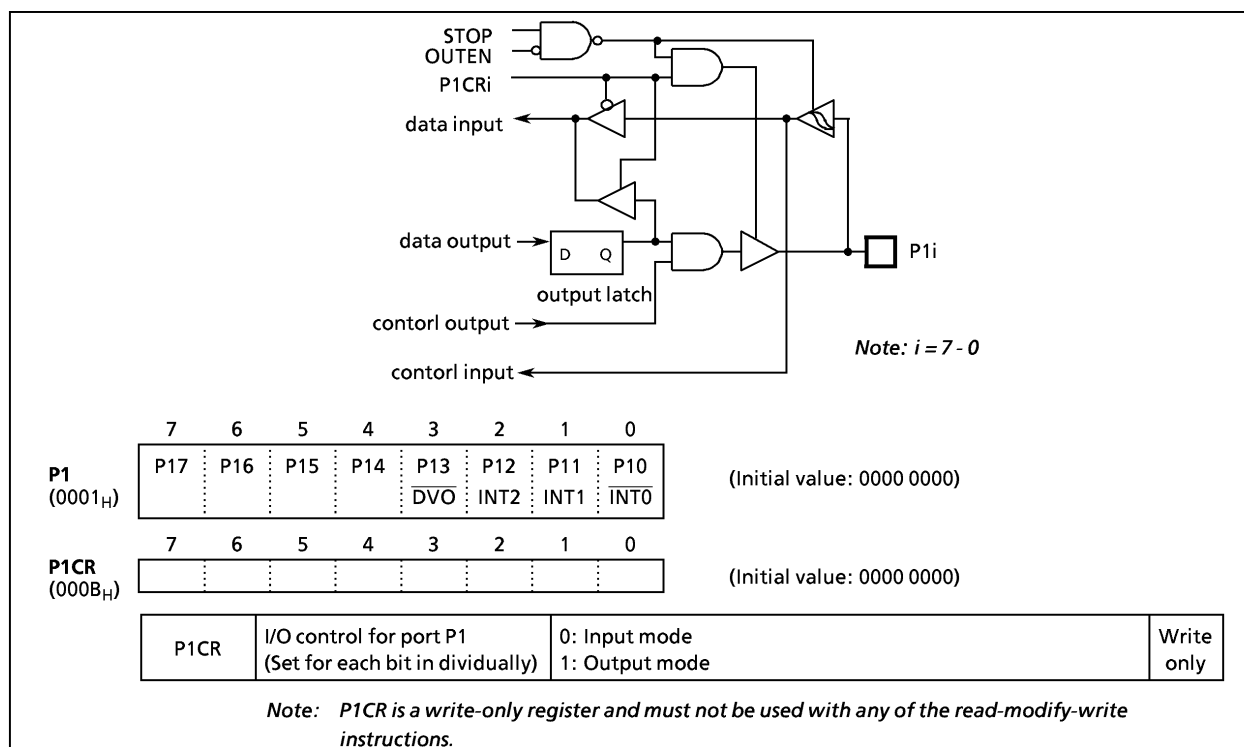 STOP
OUTEN
P1CRi
data input
data output
D Q
P1i
output latch
contorl output
Note: i = 7 - 0
contorl input
7 6 5 4 3 2 1 0
P1
(0001H)
P17 P16 P15 P14 P13 P12 P11 P10
DVO INT2 INT1 INT0
(Initial value: 0000 0000)
7 6 5 4 3 2 1 0
P1CR
(000BH)
(Initial value: 0000 0000)
P1CR
I/O control for port P1
(Set for each bit in dividually)
0: Input mode
1: Output mode
Write
only
Note: P1CR is a write-only register and must not be used with any of the read-modify-write
instructions.